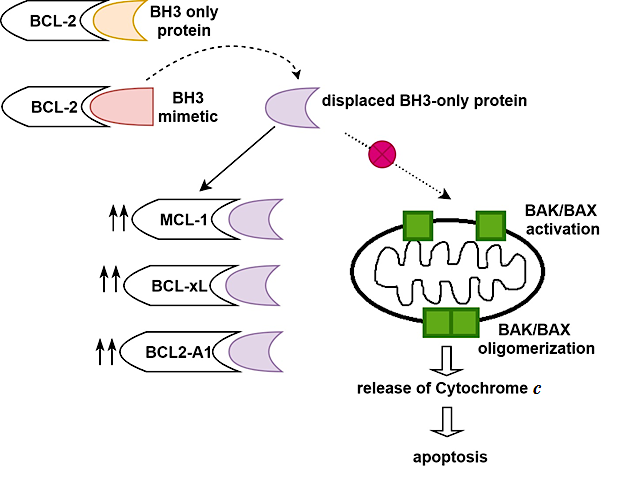 BCL-2
BH3 only
protein
BCL-2
BH3
mimetic
displaced BH3-only protein
MCL-1
BCL-xL
BCL2-A1
BAK/BAX
activation
BAK/BAX
oligomerization
release of Cytochrome c
apoptosis